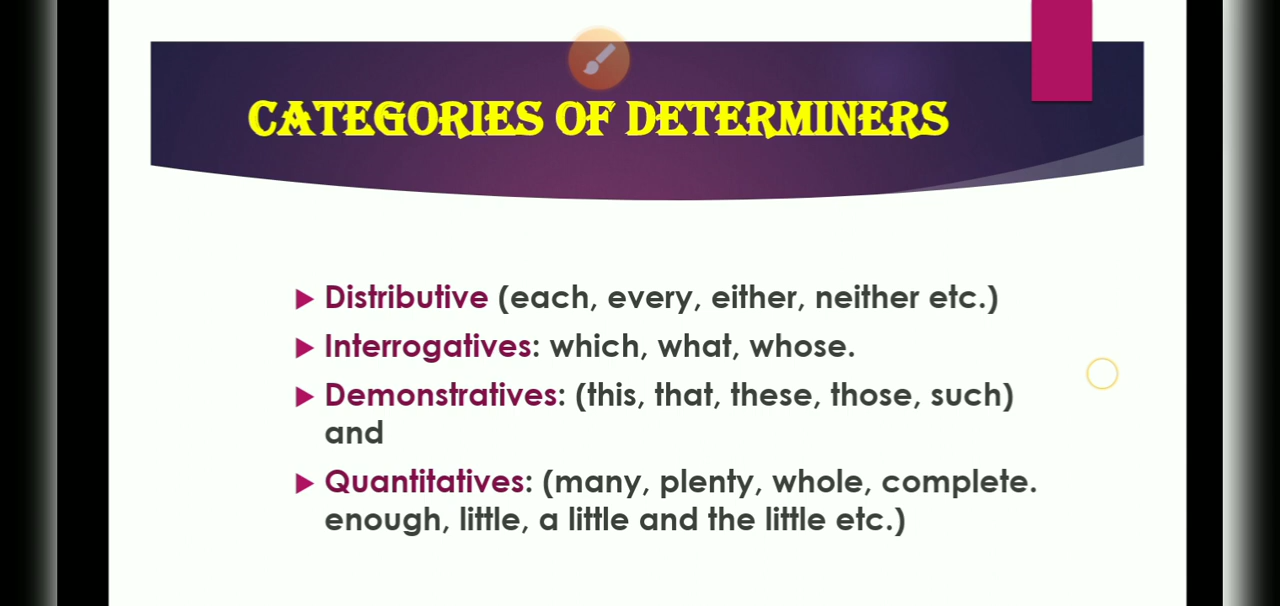 CATEGORIES OF DETERMINERS
Distributive (each, every, either, neither etc.)
Interrogatives: which, what, whose.
Demonstratives: (this, that, these, those, such)
and
Quantitatives: (many, plenty, whole, complete.
enough, little, a little and the little etc.)